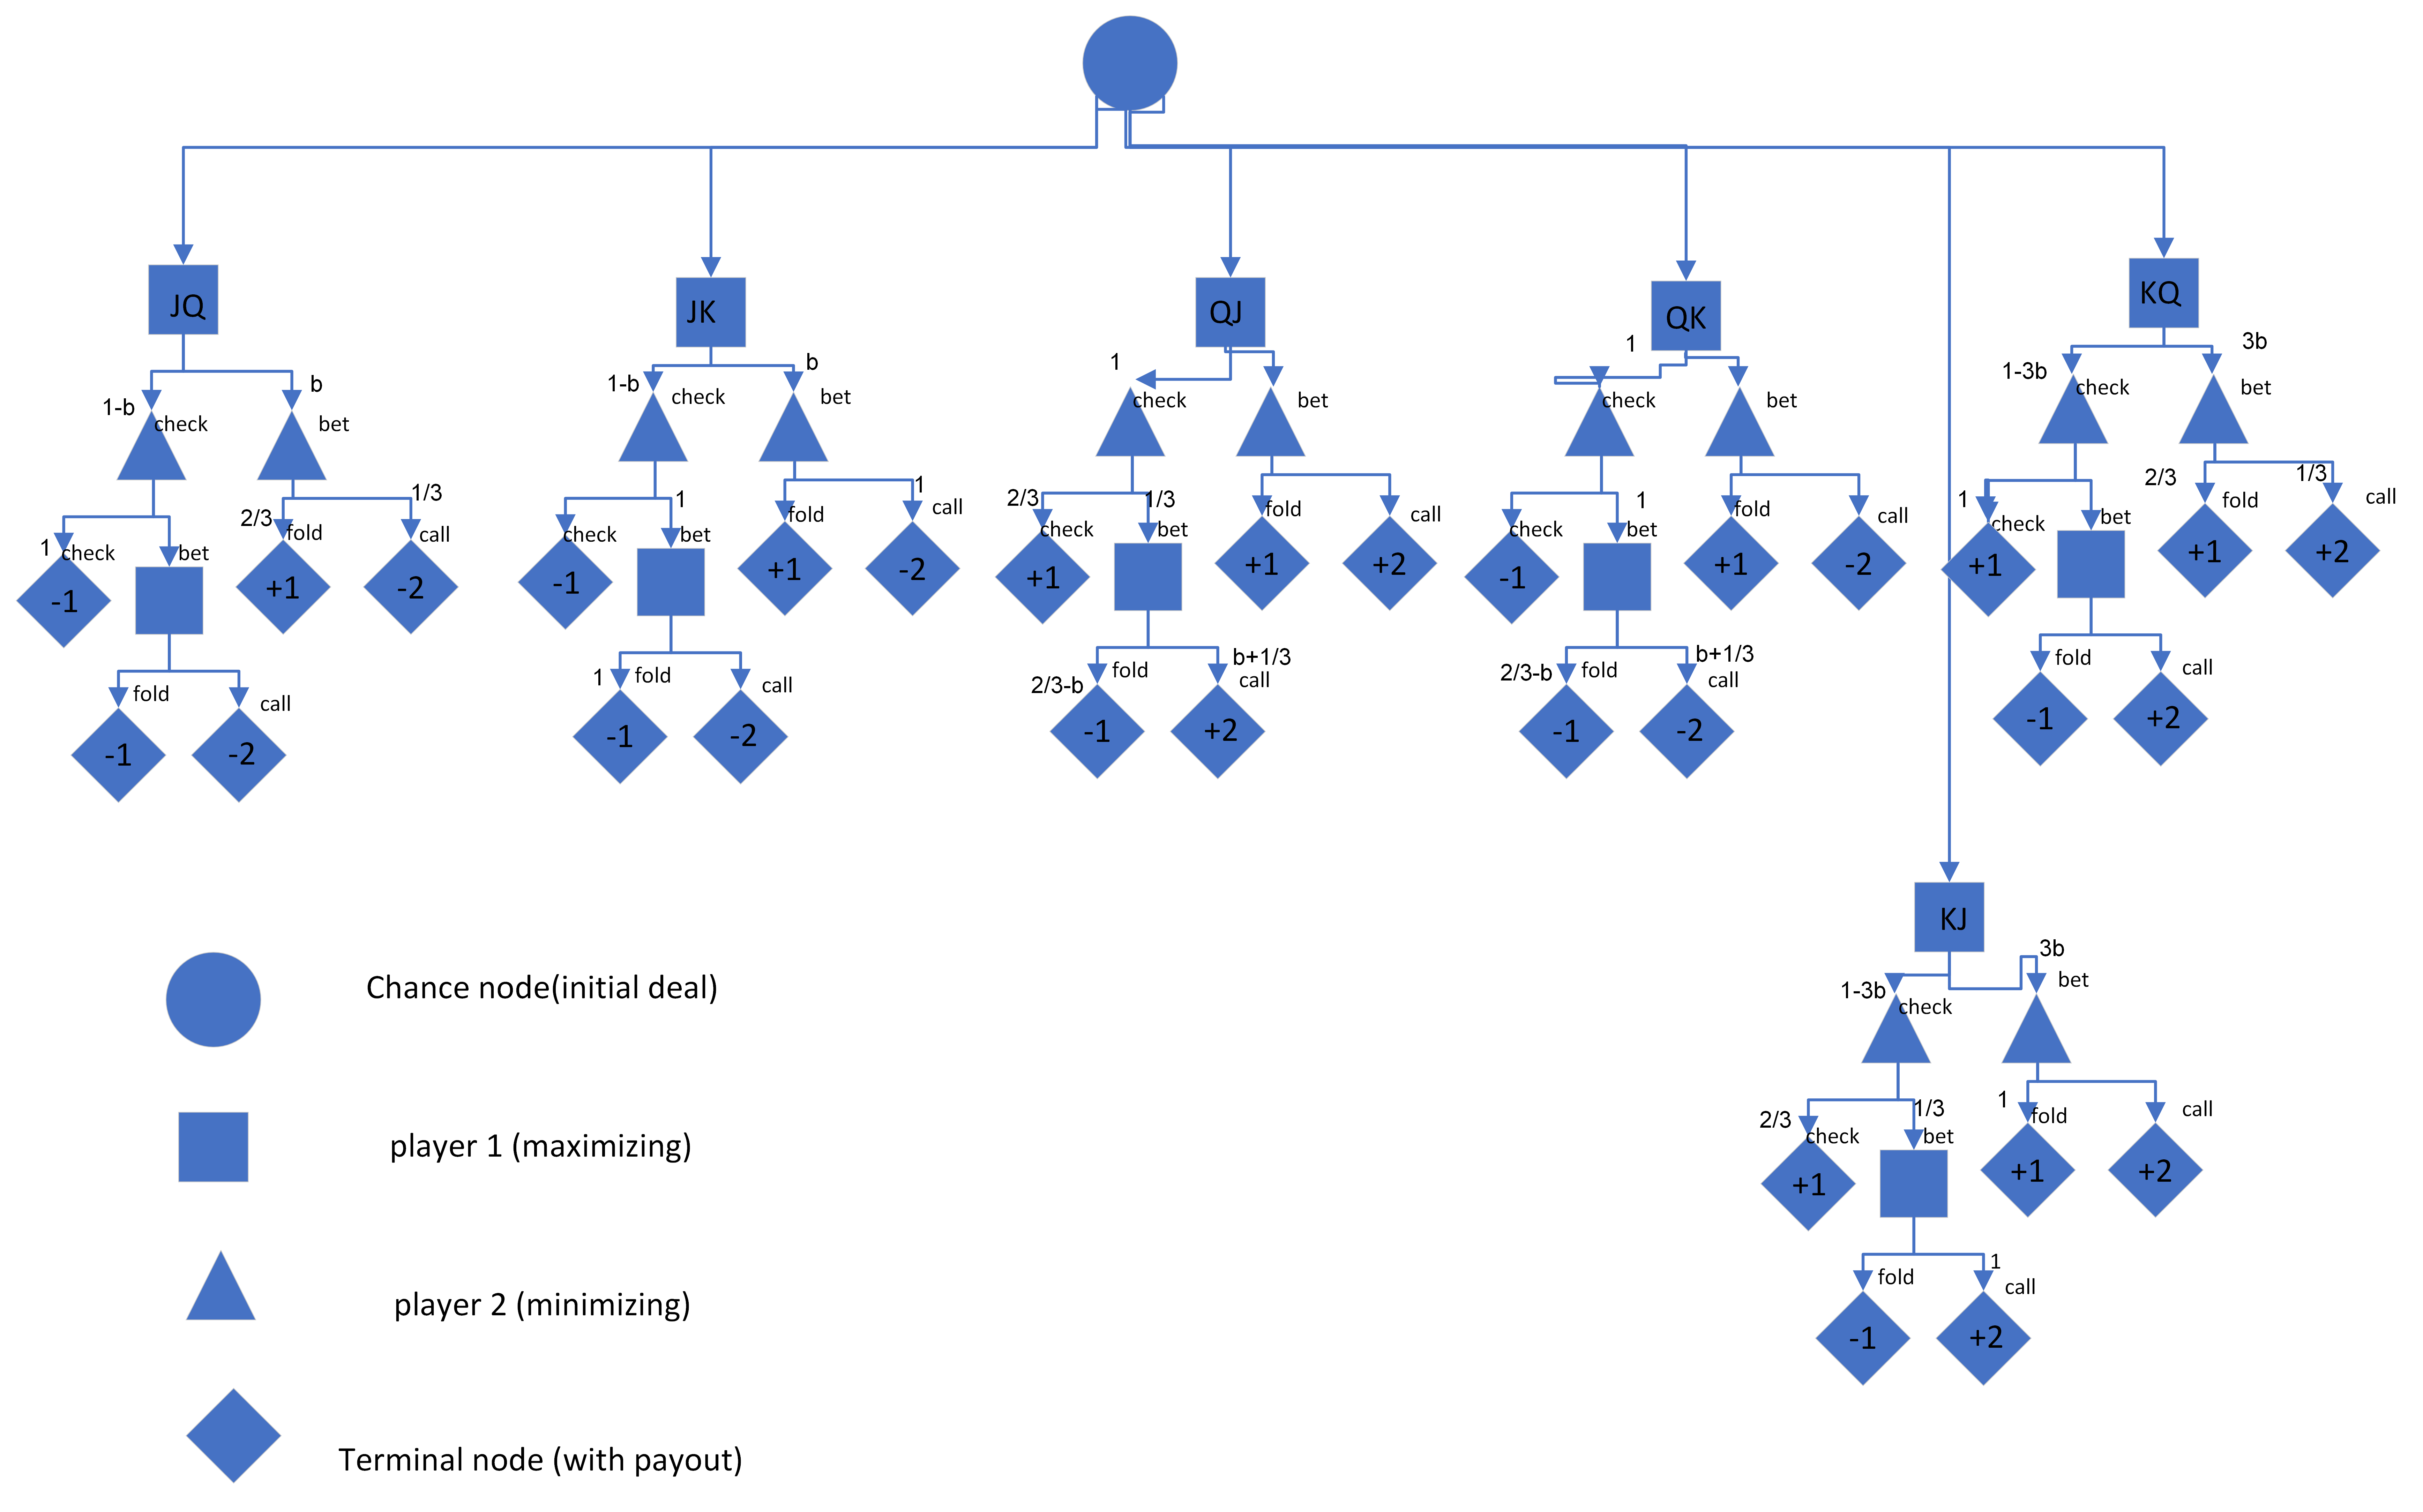 JQ
1-b
check
b
bet
1
check
bet
2/3
fold
1/3
call
-1
+1
-2
fold
call
-1
-2
JK
1-b
check
b
bet
check
1
bet
fold
1
call
-1
+1
-2
1
fold
call
-1
-2
QJ
1
check
bet
2/3
check
1/3
bet
fold
call
+1
+1
+2
2/3-b
fold
b+1/3
call
-1
+2
QK
1
check
bet
check
1
bet
fold
call
-1
+1
-2
2/3-b
fold
b+1/3
call
-1
-2
KQ
1-3b
check
3b
bet
1
check
bet
2/3
fold
1/3
call
+1
+1
+2
fold
call
-1
+2
KJ
1-3b
check
3b
bet
2/3
check
1/3
bet
1
fold
call
+1
+1
+2
fold
1
call
-1
+2
Chance node(initial deal)
player 1 (maximizing)
player 2 (minimizing)
Terminal node (with payout)